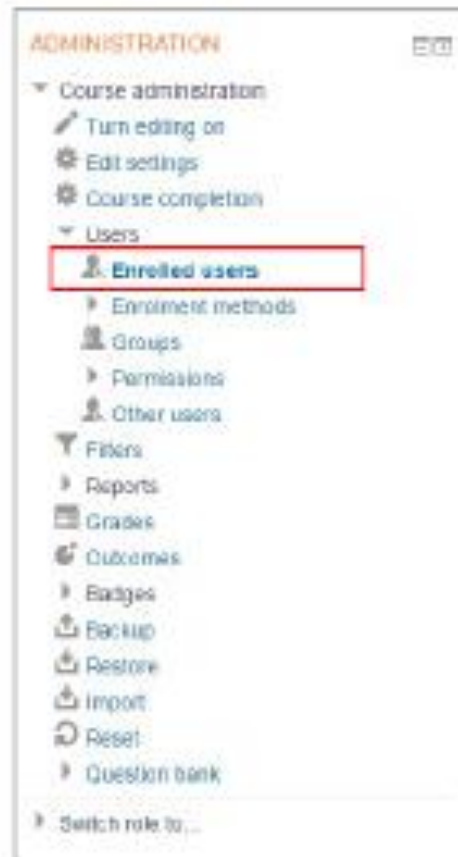 ADMINISTRATION
Course administration
Turn editing on
Edit settings
Course completion
Users
Enrolled users
Enrolment methods
Groups
Permissions
Other users
Filters
Reports
Grades
Outcomes
Badges
Backup
Restore
Import
Reset
Question bank
Switch role to...